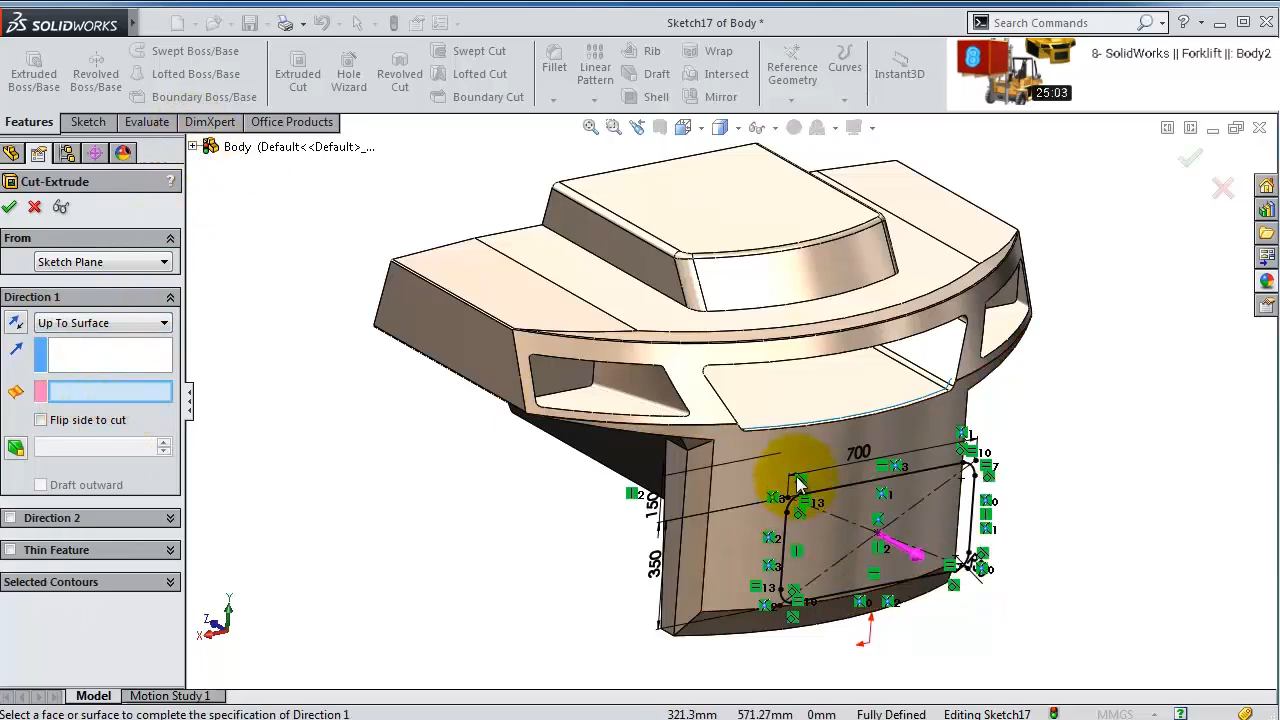 SOLIDWORKS
Sketch17 of Body *
Search Commands
8- SolidWorks || Forklift || Body2
25:03
Extruded Boss/Base
Revolved Boss/Base
Swept Boss/Base
Lofted Boss/Base
Boundary Boss/Base
Extruded Cut
Hole Wizard
Revolved Cut
Swept Cut
Lofted Cut
Boundary Cut
Fillet
Linear Pattern
Rib
Draft
Shell
Wrap
Intersect
Mirror
Reference Geometry
Curves
Instant3D
Features
Sketch
Evaluate
DimXpert
Office Products
Body (Default<<Default>_...
Cut-Extrude
?
From
Sketch Plane
Direction 1
Up To Surface
Flip side to cut
Draft outward
Direction 2
Thin Feature
Selected Contours
700
150
350
Y
Z
X
Model
Motion Study 1
Select a face or surface to complete the specification of Direction 1
321.3mm
571.27mm
0mm
Fully Defined
Editing Sketch17
MMGS